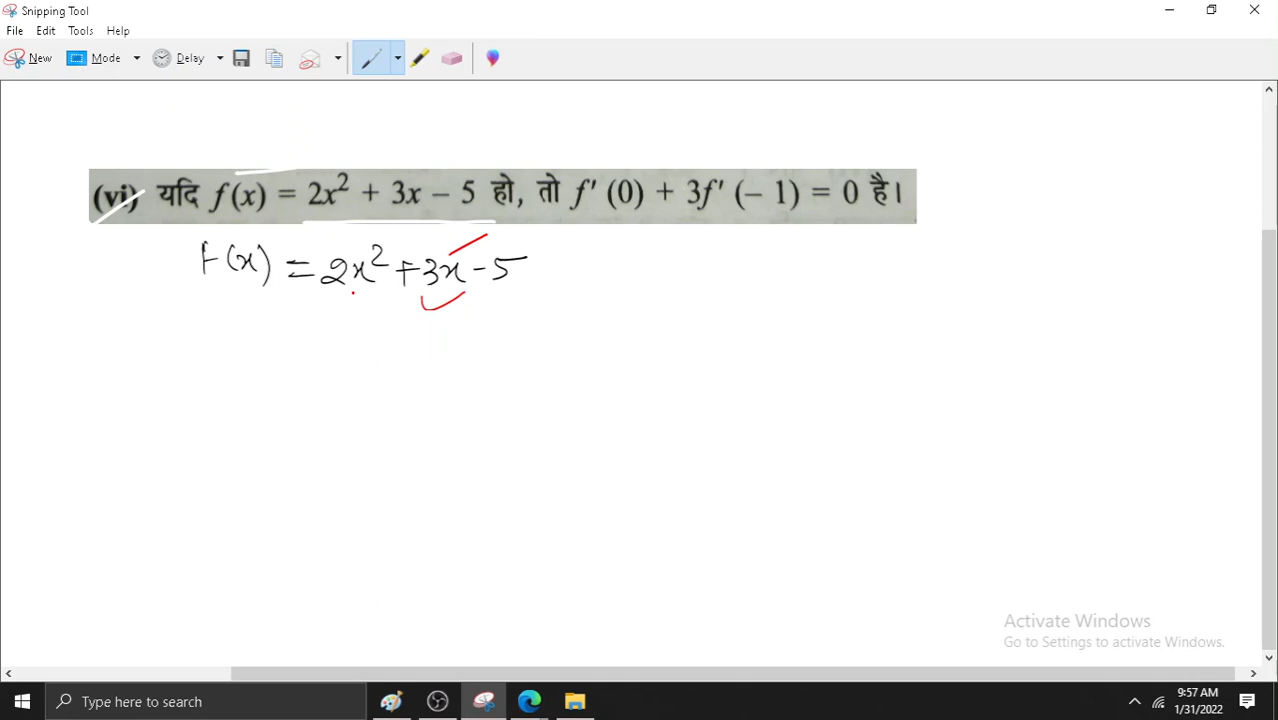 Snipping Tool
File Edit Tools Help
New Mode Delay
(vi) यदि f(x) = 2x² + 3x – 5 हो, तो f′ (0) + 3f′ (– 1) = 0 है।
f(x) = 2x² + 3x - 5
Activate Windows
Go to Settings to activate Windows.
Type here to search
9:57 AM
1/31/2022